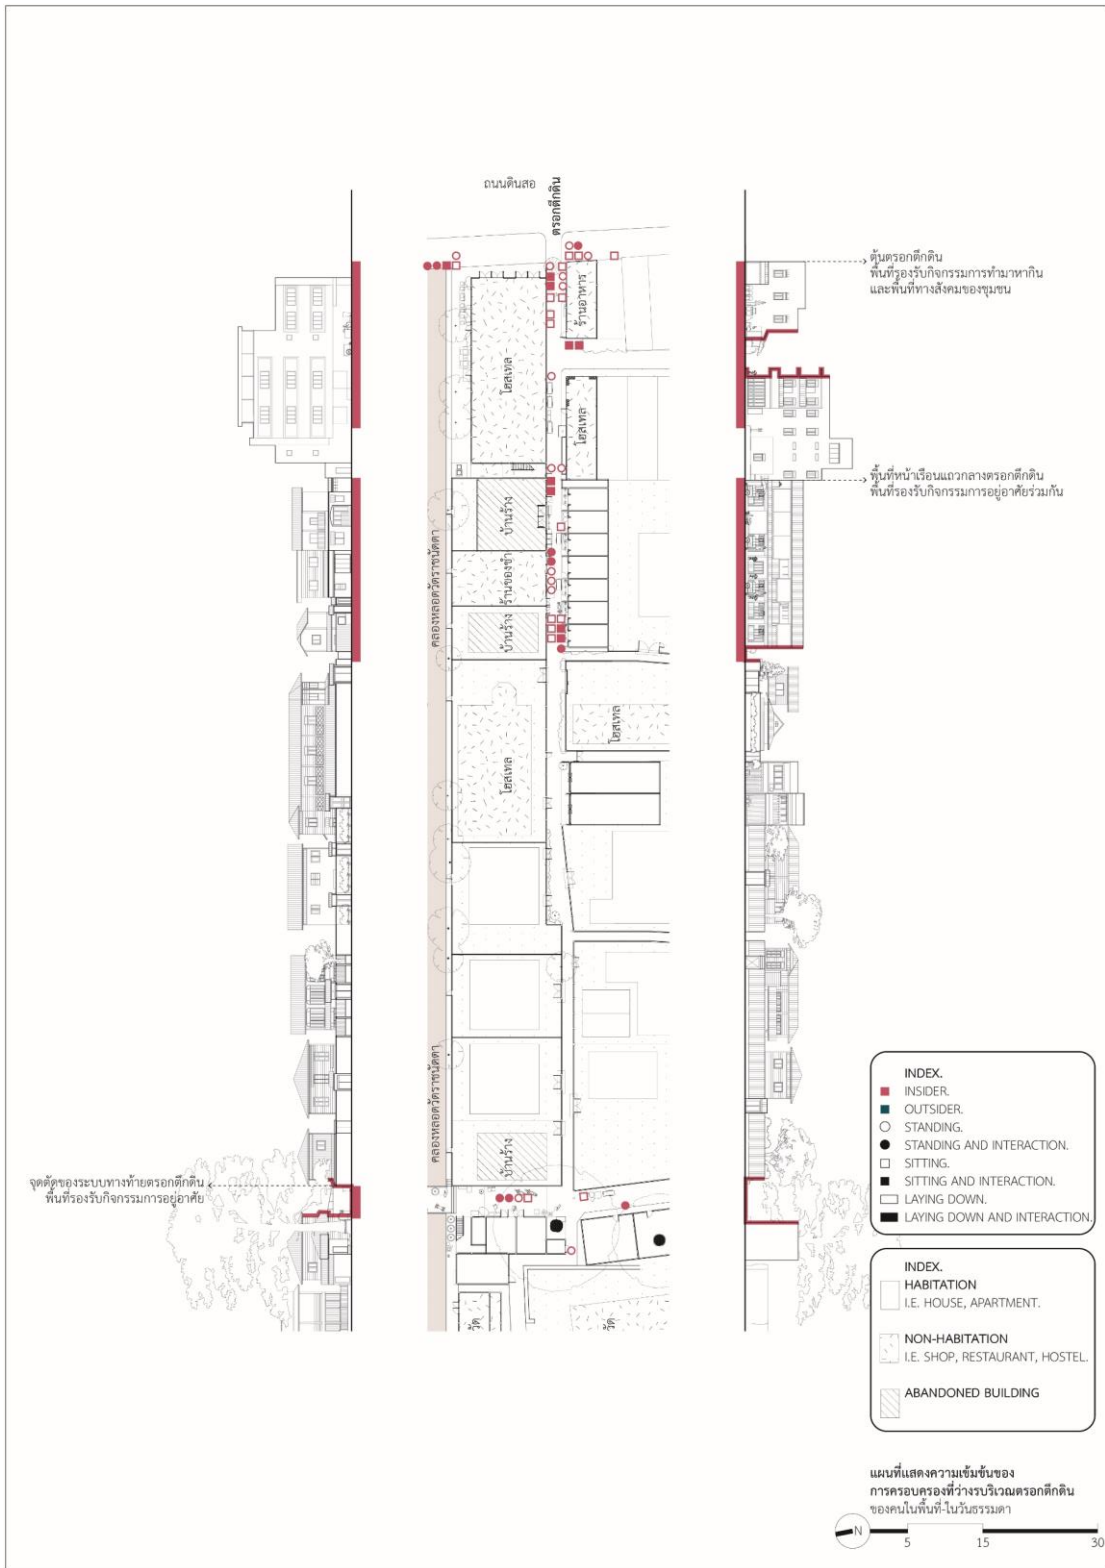 ถนนดินสอ
ตรอกตึกดิน
ต้นตรอกตึกดิน
พื้นที่รองรับกิจกรรมการทำมาหากิน
และพื้นที่ทางสังคมของชุมชน
ร้านอาหาร
โฮสเทล
โฮสเทล
พื้นที่หน้าเรือนแถวกลางตรอกตึกดิน
พื้นที่รองรับกิจกรรมการอยู่อาศัยร่วมกัน
บ้านร้าง
คลองหลอดวัดราชนัดดา
ร้านของชำ
บ้านร้าง
โฮสเทล
โฮสเทล
คลองหลอดวัดราชนัดดา
บ้านร้าง
จุดตัดของระบบทางท้ายตรอกตึกดิน
พื้นที่รองรับกิจกรรมการอยู่อาศัย
วัด
วัด
INDEX.
INSIDER.
OUTSIDER.
STANDING.
STANDING AND INTERACTION.
SITTING.
SITTING AND INTERACTION.
LAYING DOWN.
LAYING DOWN AND INTERACTION.
INDEX.
HABITATION
I.E. HOUSE, APARTMENT.
NON-HABITATION
I.E. SHOP, RESTAURANT, HOSTEL.
ABANDONED BUILDING
แผนที่แสดงความเข้มข้นของ
การครอบครองที่ว่างรบริเวณตรอกตึกดิน
ของคนในพื้นที่-ในวันธรรมดา
N
5 15 30